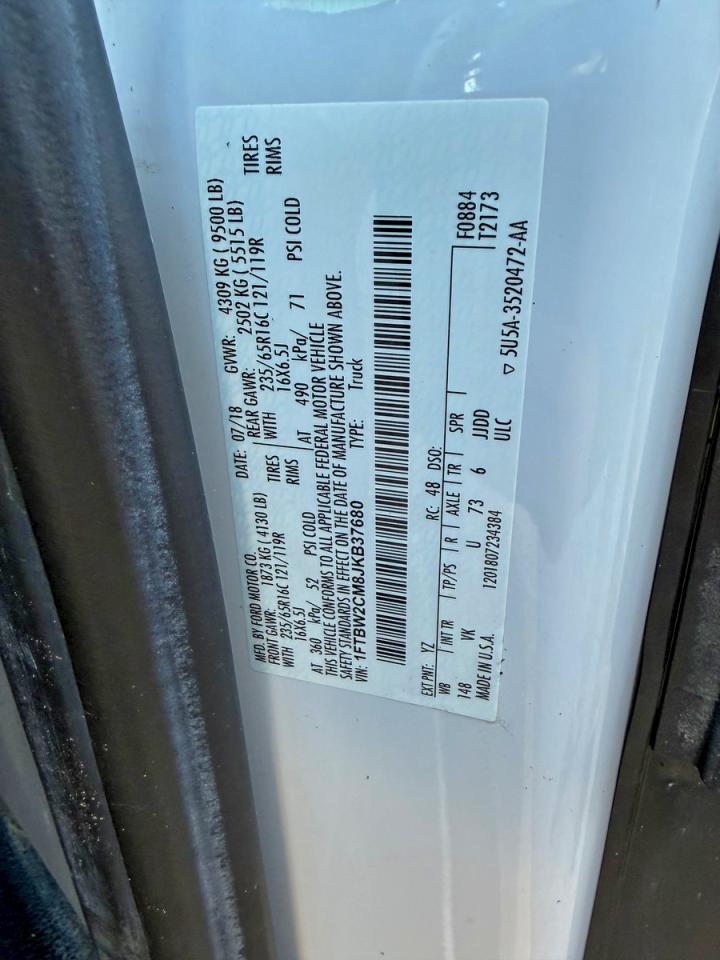 MFD. BY FORD MOTOR CO. DATE: 07/18 GVWR: 4309 KG ( 9500 LB)
FRONT GAWR: 1873 KG ( 4130 LB) REAR GAWR: 2502 KG ( 5515 LB)
WITH 235/65R16C 121/119R TIRES WITH 235/65R16C 121/119R TIRES
16X6.5J RIMS 16X6.5J RIMS
AT 360 kPa/ 52 PSI COLD AT 490 kPa/ 71 PSI COLD
THIS VEHICLE CONFORMS TO ALL APPLICABLE FEDERAL MOTOR VEHICLE
SAFETY STANDARDS IN EFFECT ON THE DATE OF MANUFACTURE SHOWN ABOVE.
VIN: 1FTBW2CM8JKB37680 TYPE: Truck
EXT PNT: YZ RC: 48 DSO: F0884
WB INT TR TP/PS R AXLE TR SPR T2173
148 VK U 73 6 JJDD
MADE IN U.S.A. 1201807234384 ULC ▽ 5U5A-3520472-AA